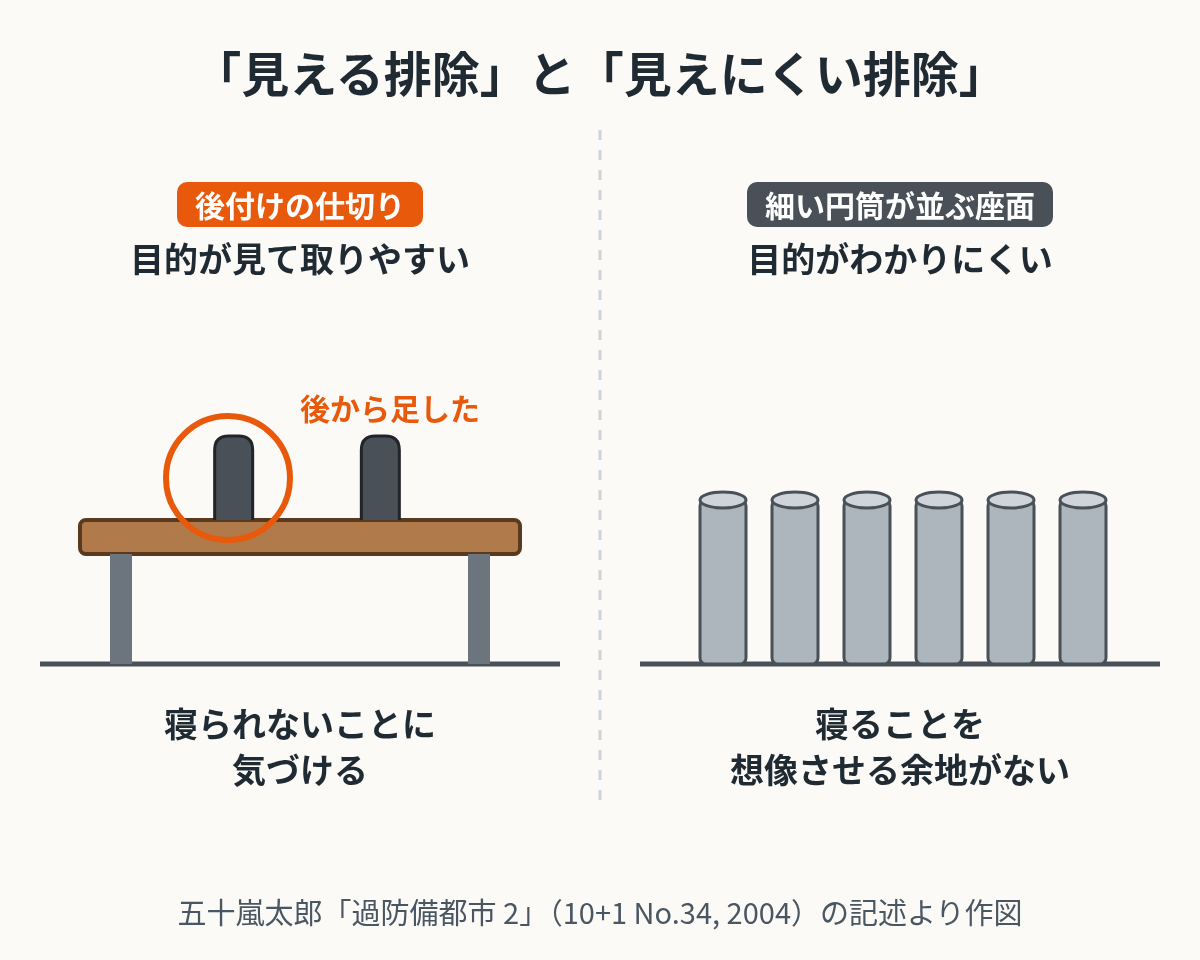 「見える排除」と「見えにくい排除」
後付けの仕切り
目的が見て取りやすい
後から足した
寝られないことに
気づける
細い円筒が並ぶ座面
目的がわかりにくい
寝ることを
想像させる余地がない
五十嵐太郎「過防備都市 2」（10+1 No.34, 2004）の記述より作図